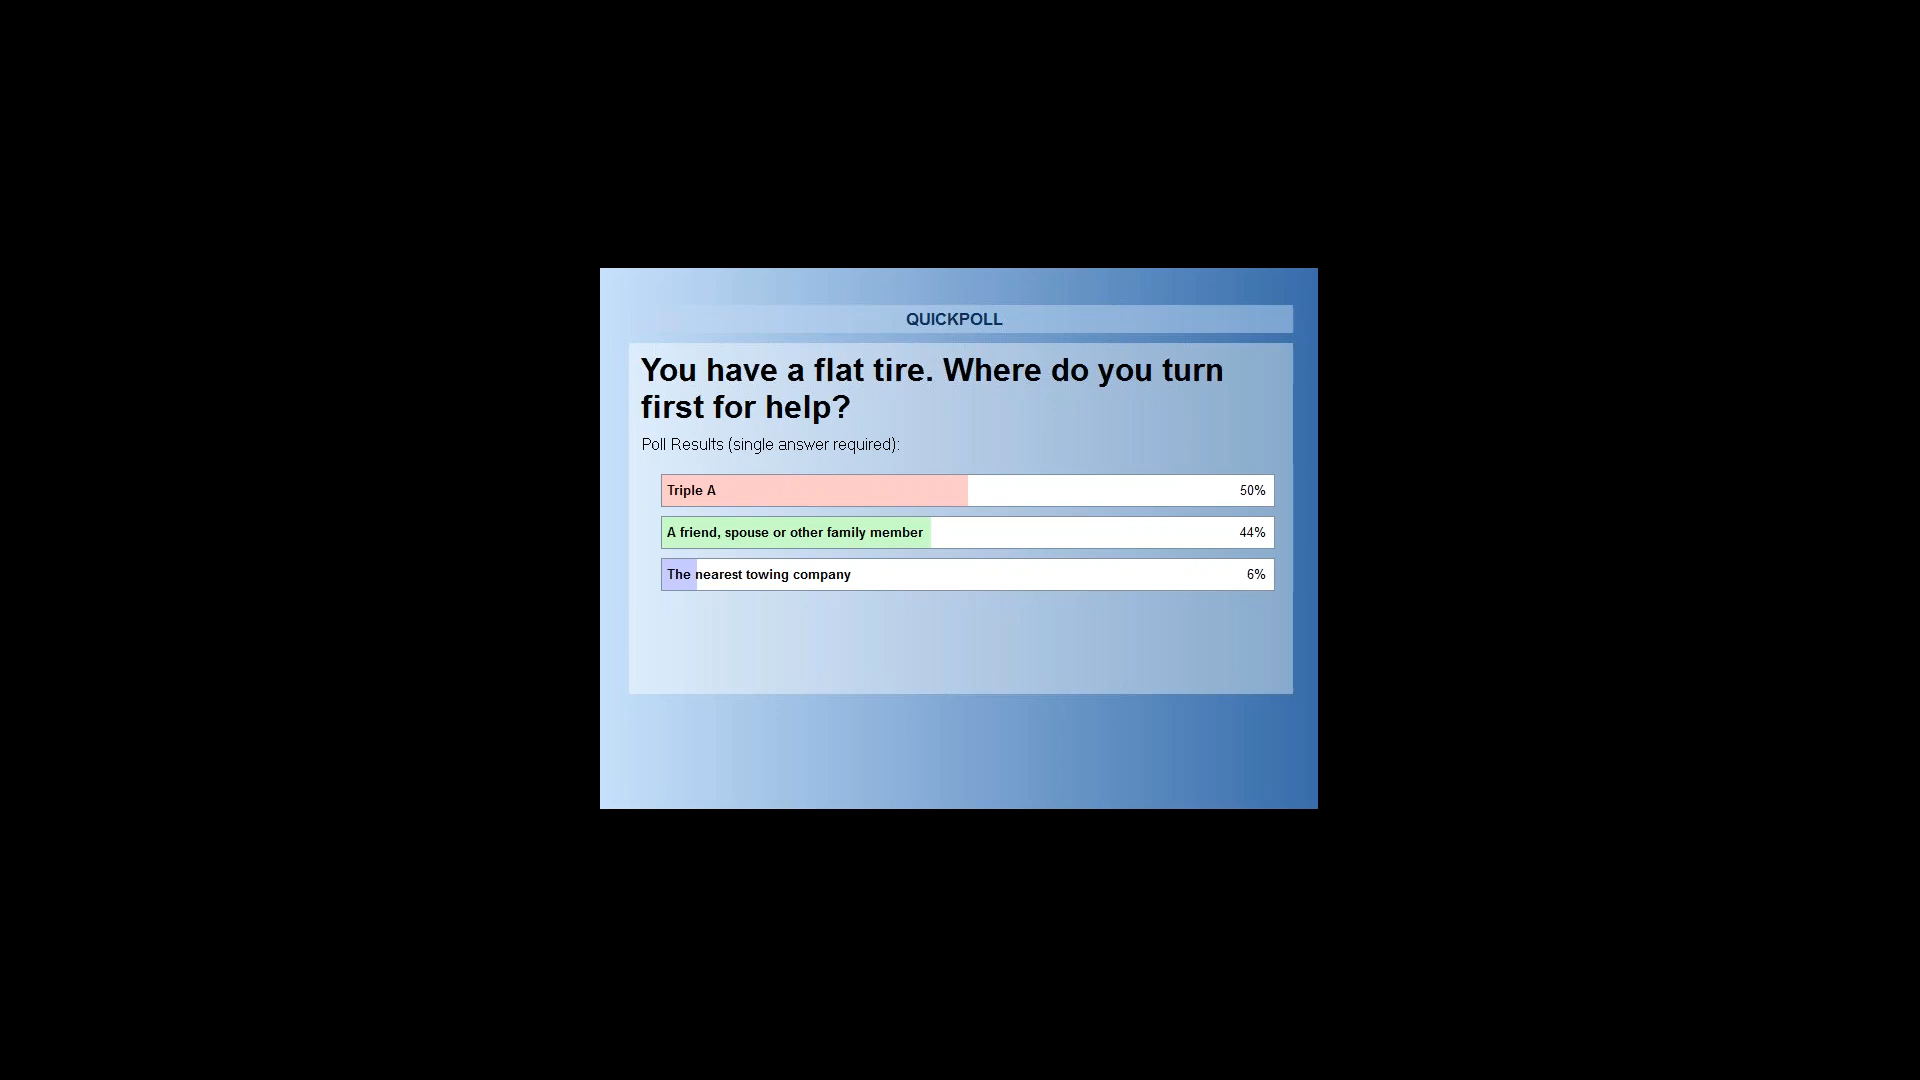 QUICKPOLL
You have a flat tire. Where do you turn
first for help?
Poll Results (single answer required):
Triple A 50%
A friend, spouse or other family member 44%
The nearest towing company 6%